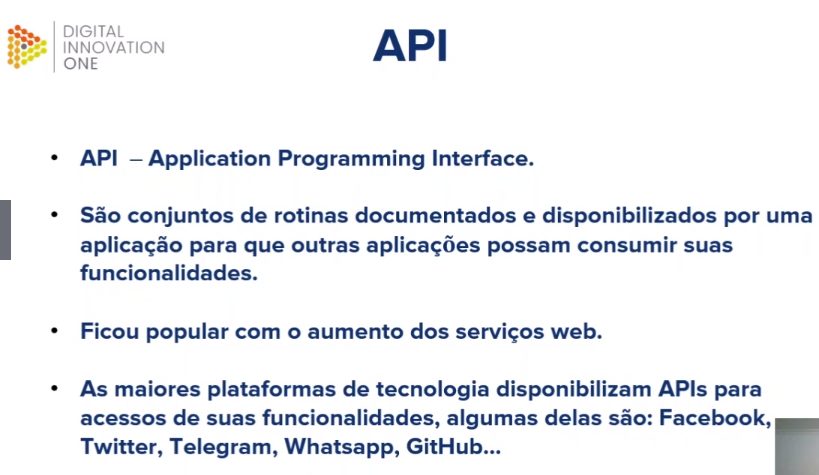 DIGITAL
INNOVATION
ONE
API
• API – Application Programming Interface.
• São conjuntos de rotinas documentados e disponibilizados por uma
aplicação para que outras aplicações possam consumir suas
funcionalidades.
• Ficou popular com o aumento dos serviços web.
• As maiores plataformas de tecnologia disponibilizam APIs para
acessos de suas funcionalidades, algumas delas são: Facebook,
Twitter, Telegram, Whatsapp, GitHub...